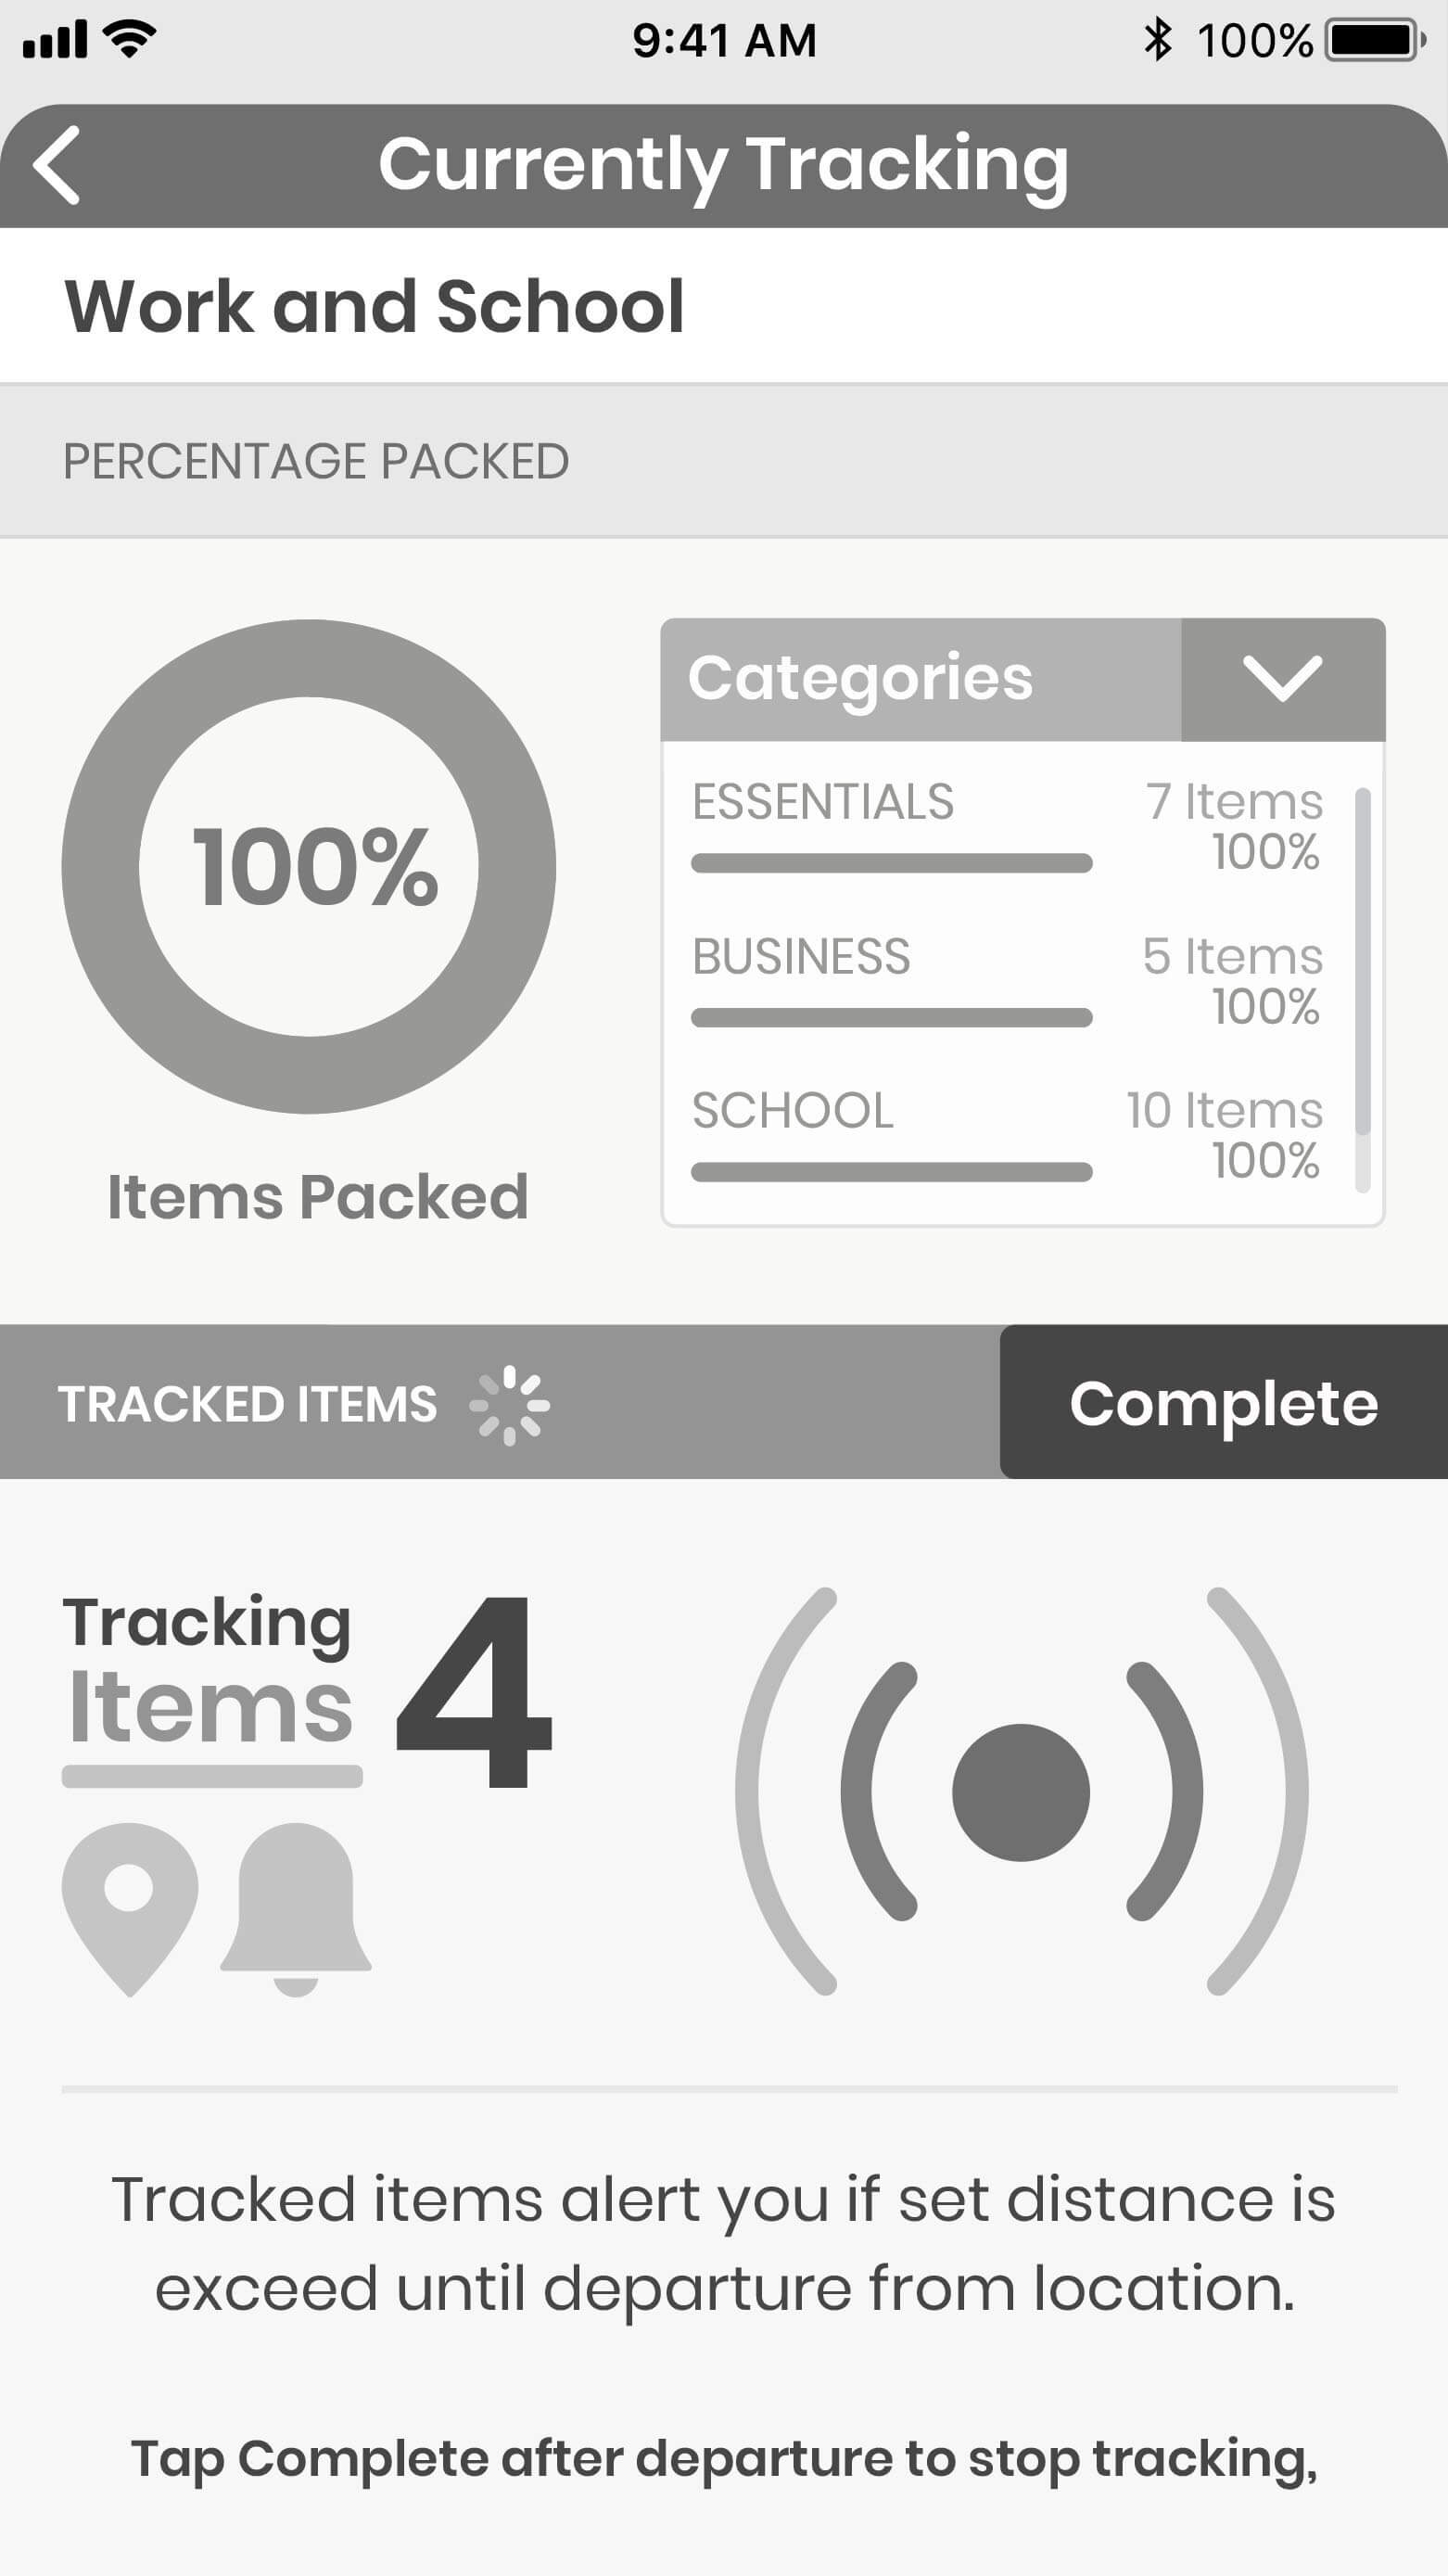 9:41 AM
100%
Currently Tracking
Work and School
PERCENTAGE PACKED
100%
Items Packed
Categories
ESSENTIALS
7 Items
100%
BUSINESS
5 Items
100%
SCHOOL
10 Items
100%
TRACKED ITEMS
Complete
Tracking
Items
4
Tracked items alert you if set distance is
exceed until departure from location.
Tap Complete after departure to stop tracking,